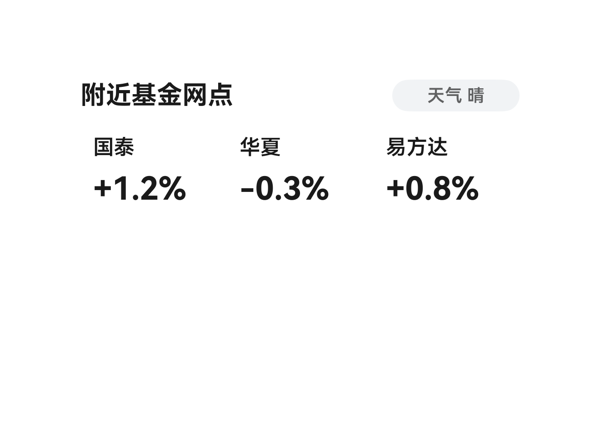 附近基金网点 天气 晴
国泰 华夏 易方达
+1.2% -0.3% +0.8%